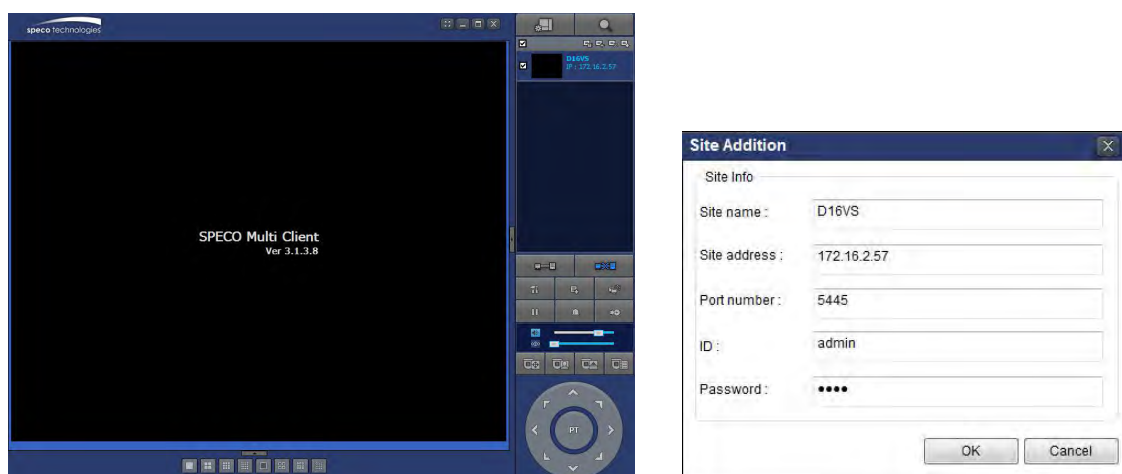 speco technologies
D16VS
IP : 172.16.2.57
SPECO Multi Client
Ver 3.1.3.8
PT
Site Addition
Site Info
Site name : D16VS
Site address : 172.16.2.57
Port number : 5445
ID : admin
Password : ••••
OK Cancel